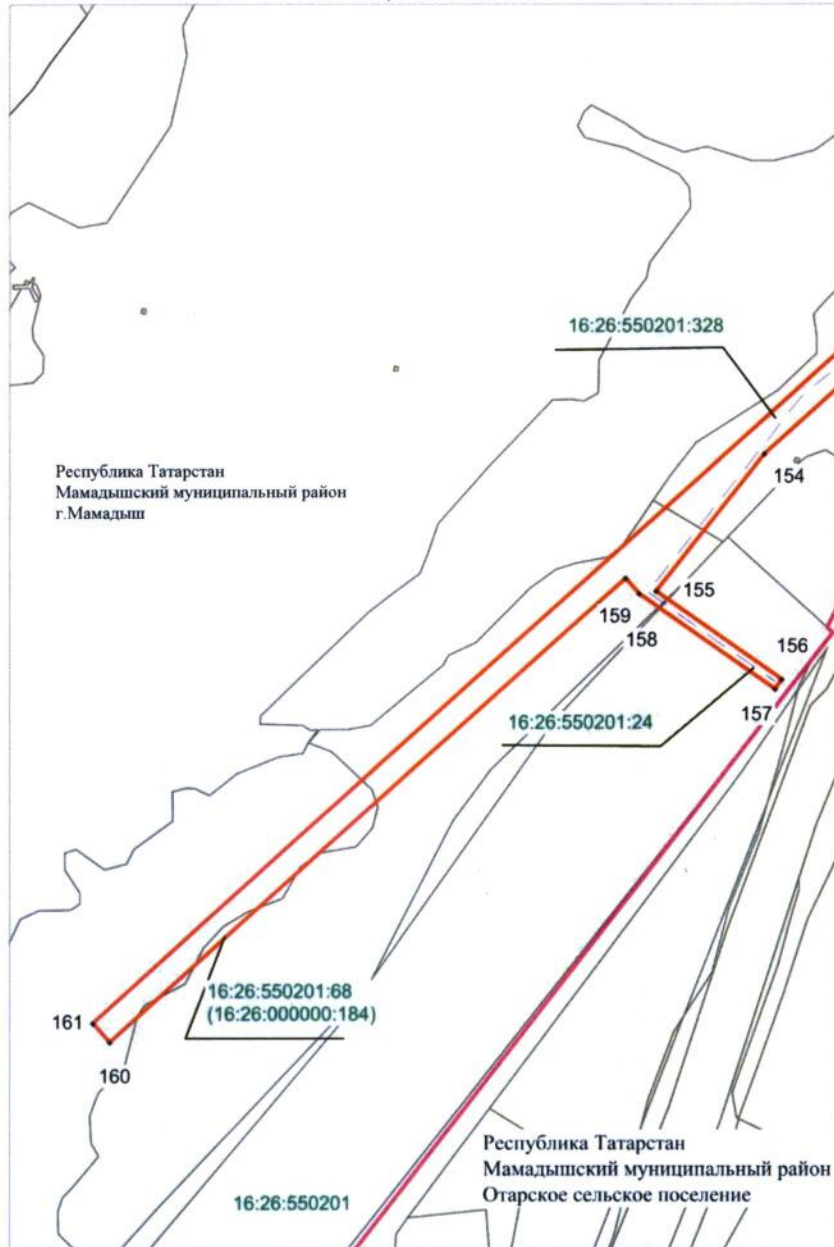 16:26:550201:328
154
Республика Татарстан
Мамадышский муниципальный район
г.Мамадыш
155
159
158
156
157
16:26:550201:24
16:26:550201:68
(16:26:000000:184)
161
160
Республика Татарстан
Мамадышский муниципальный район
Отарское сельское поселение
16:26:550201